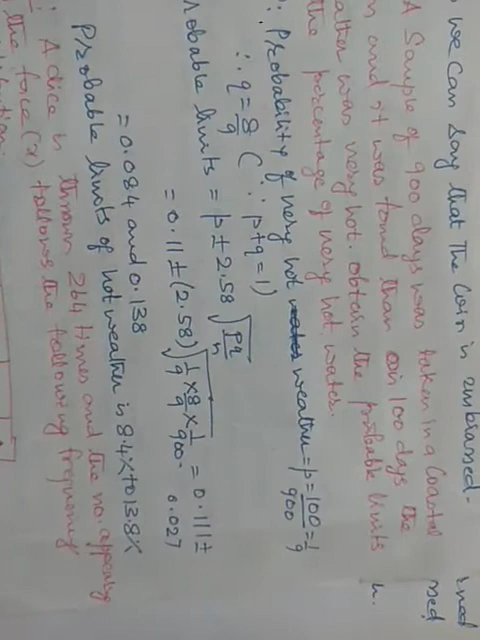 we can say that the coin is unbiassed.
A Sample of 900 days was taken in a Coastal
n and it was found than on 100 days the
eather was very hot. obtain the probable limits
the percentage of very hot water.
∴ Probability of very hot weather = p = 100/900 = 1/9
∴ q = 8/9 (∵ p+q=1)
robable limits = p ± 2.58 √(pq/n)
= 0.11 ± (2.58) √(1/9 × 8/9 × 1/900) = 0.111 ± 0.027
= 0.084 and 0.138
Probable limits of hot weather is 8.4% to 13.8%
A dice is thrown 264 times and the no. appearing
the face (x) follows the following frequency